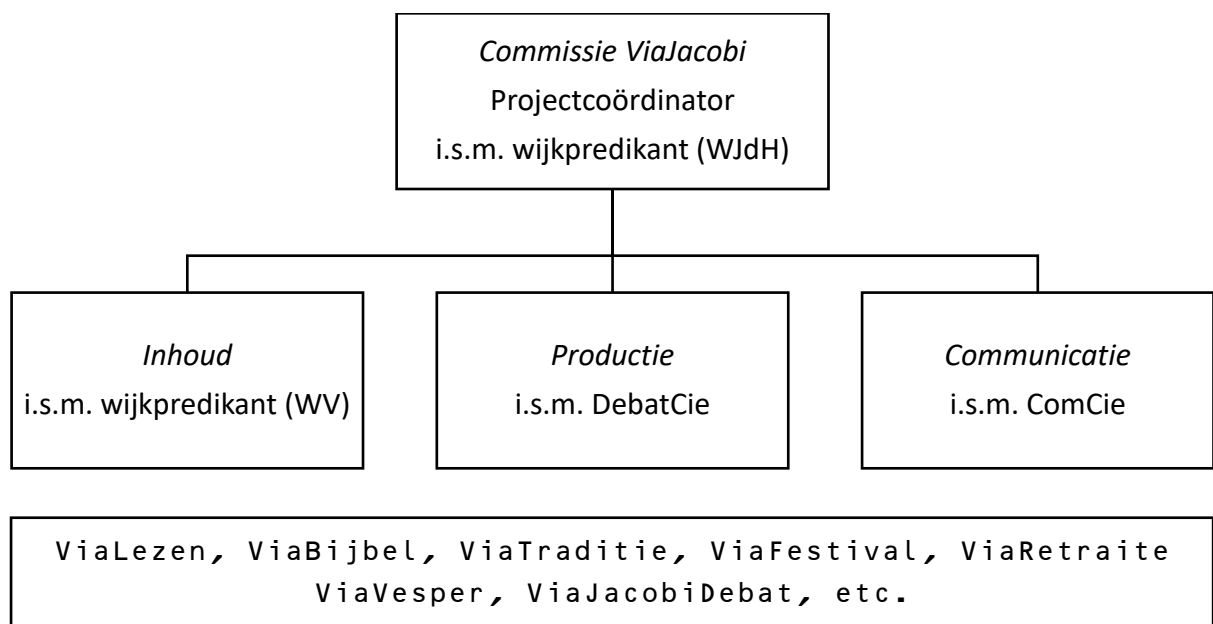 Commissie ViaJacobi
Projectcoördinator
i.s.m. wijkpredikant (WJdH)
Inhoud
i.s.m. wijkpredikant (WV)
Productie
i.s.m. DebatCie
Communicatie
i.s.m. ComCie
ViaLezen, ViaBijbel, ViaTraditie, ViaFestival, ViaRetraite
ViaVesper, ViaJacobiDebat, etc.